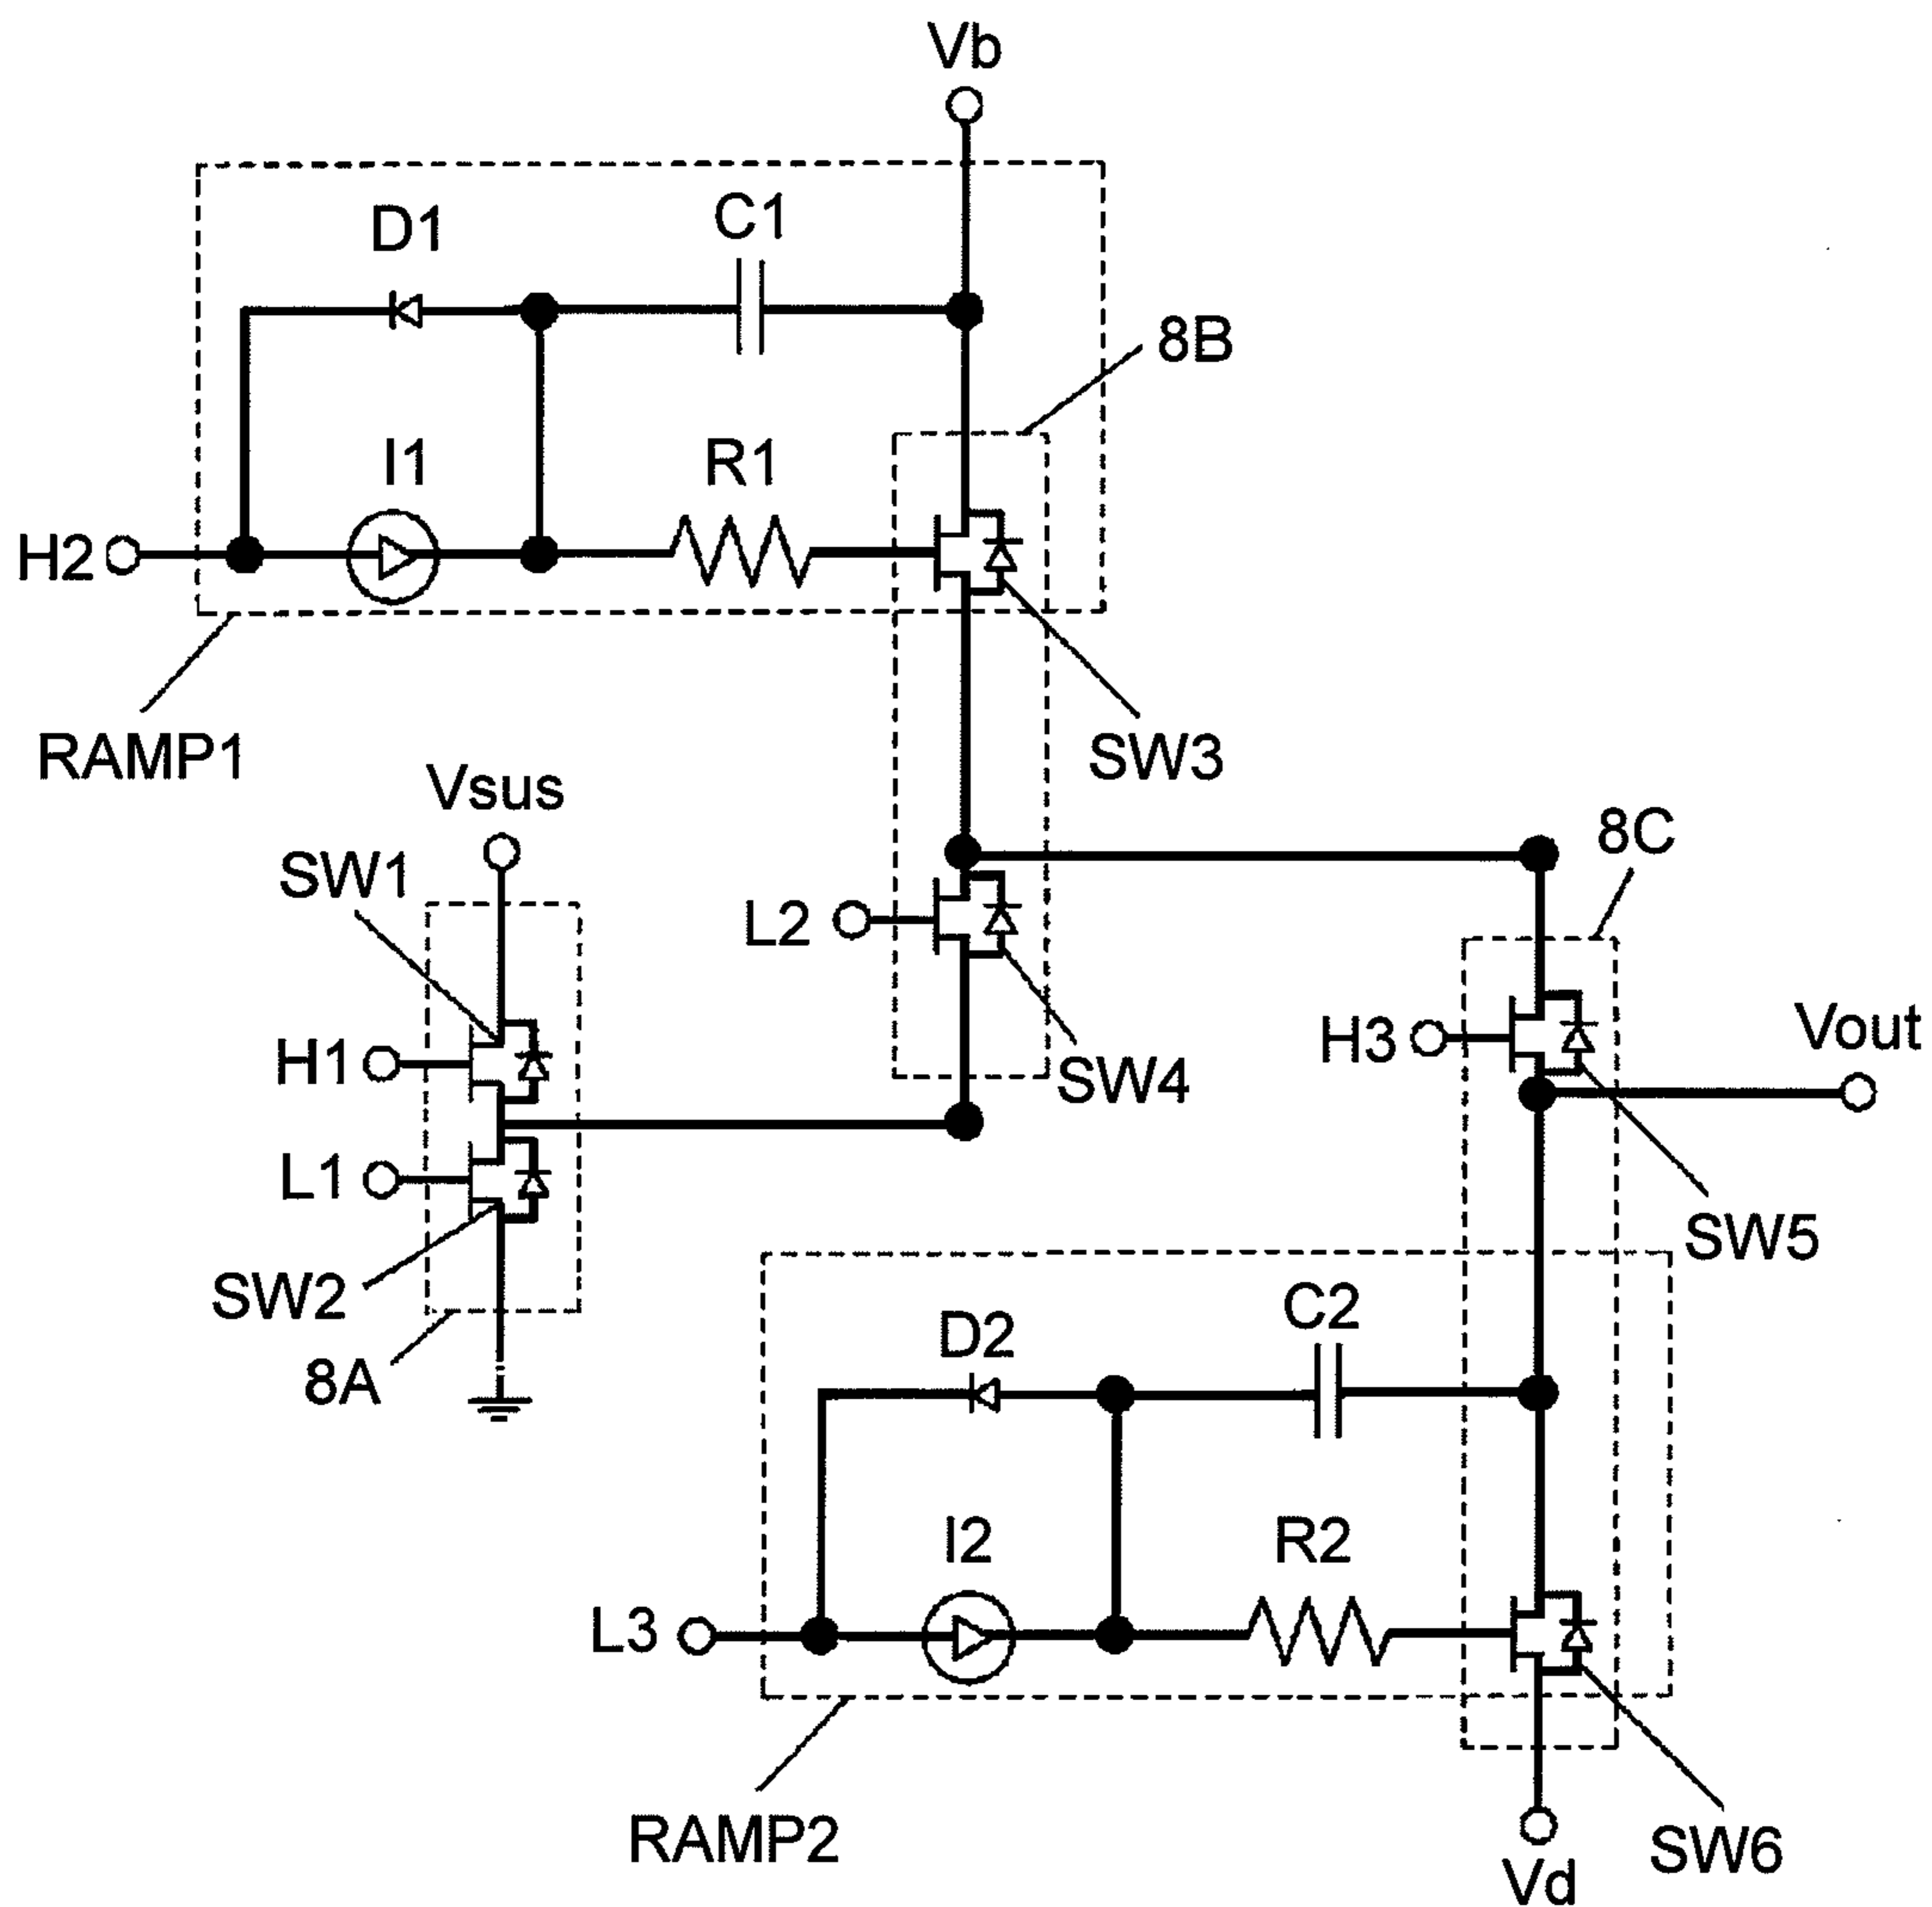 Vb
D1
C1
8B
I1
R1
H2
SW3
RAMP1
Vsus
SW1
8C
L2
H1
SW4
H3
Vout
L1
SW5
SW2
8A
D2
C2
I2
R2
L3
RAMP2
SW6
Vd